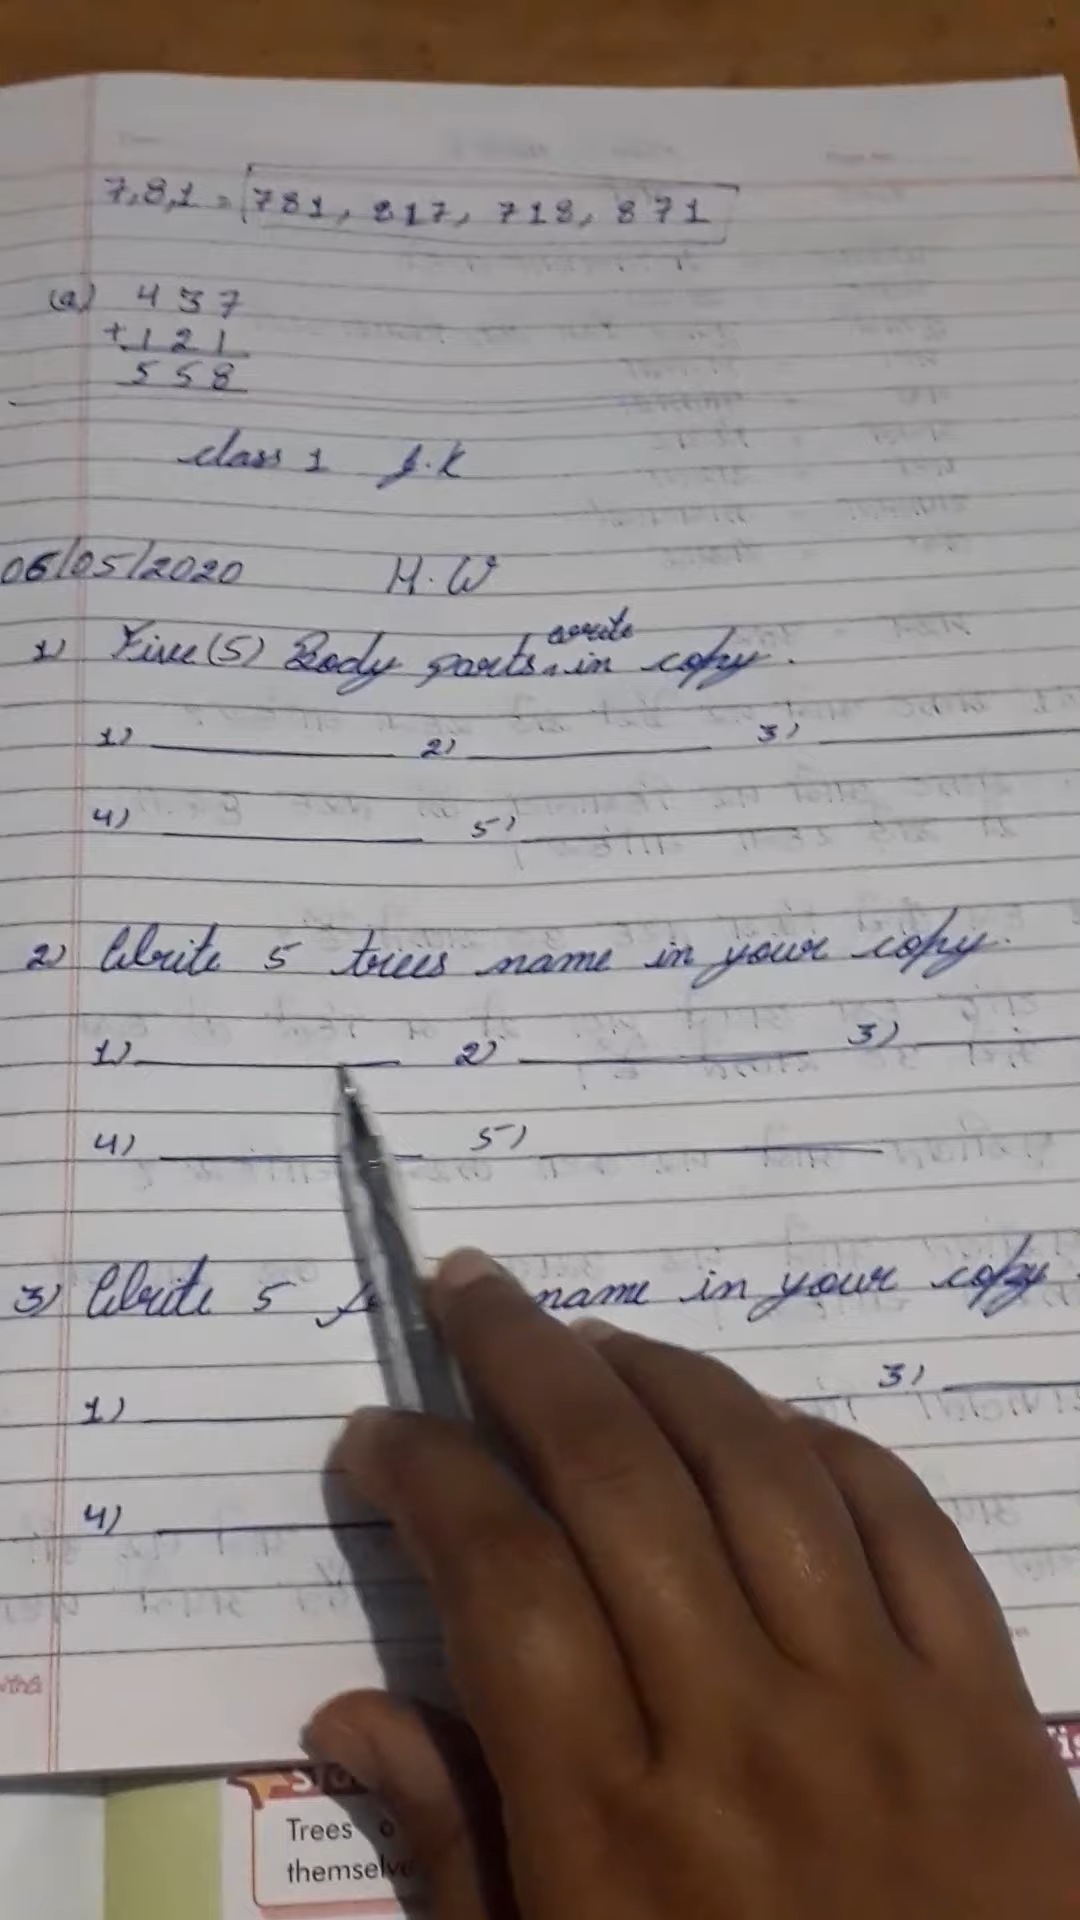 7,8,1 = 781, 817, 718, 871
(a) 437
+121
558
class 1 G.K
06/05/2020 H.W
1) Five(5) Body parts write in copy.
1) 2) 3)
4) 5)
2) Write 5 trees name in your copy.
1) 2) 3)
4) 5)
3) Write 5 name in your copy.
1) 3)
4)
Trees